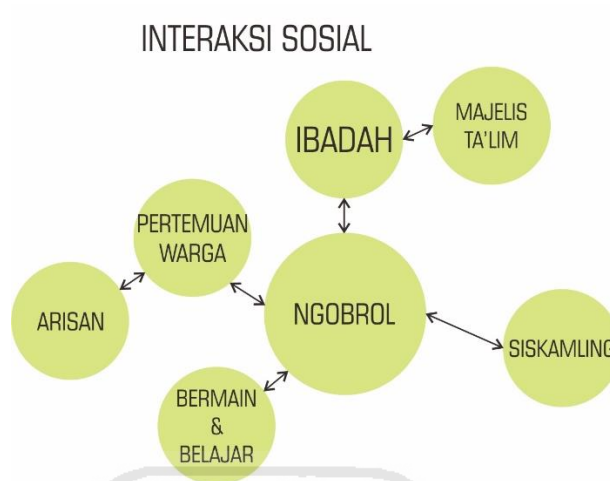 INTERAKSI SOSIAL
IBADAH
MAJELIS
TA'LIM
PERTEMUAN
WARGA
ARISAN
NGOBROL
SISKAMLING
BERMAIN
&
BELAJAR